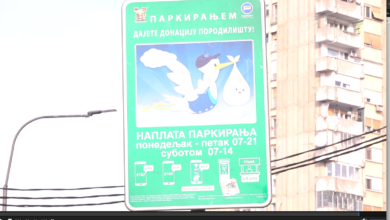 ПАРКИРАЊЕМ
ДАЈЕТЕ ДОНАЦИЈУ ПОРОДИЛИШТУ!
НАПЛАТА ПАРКИРАЊА
понедељак - петак 07-21
суботом 07-14